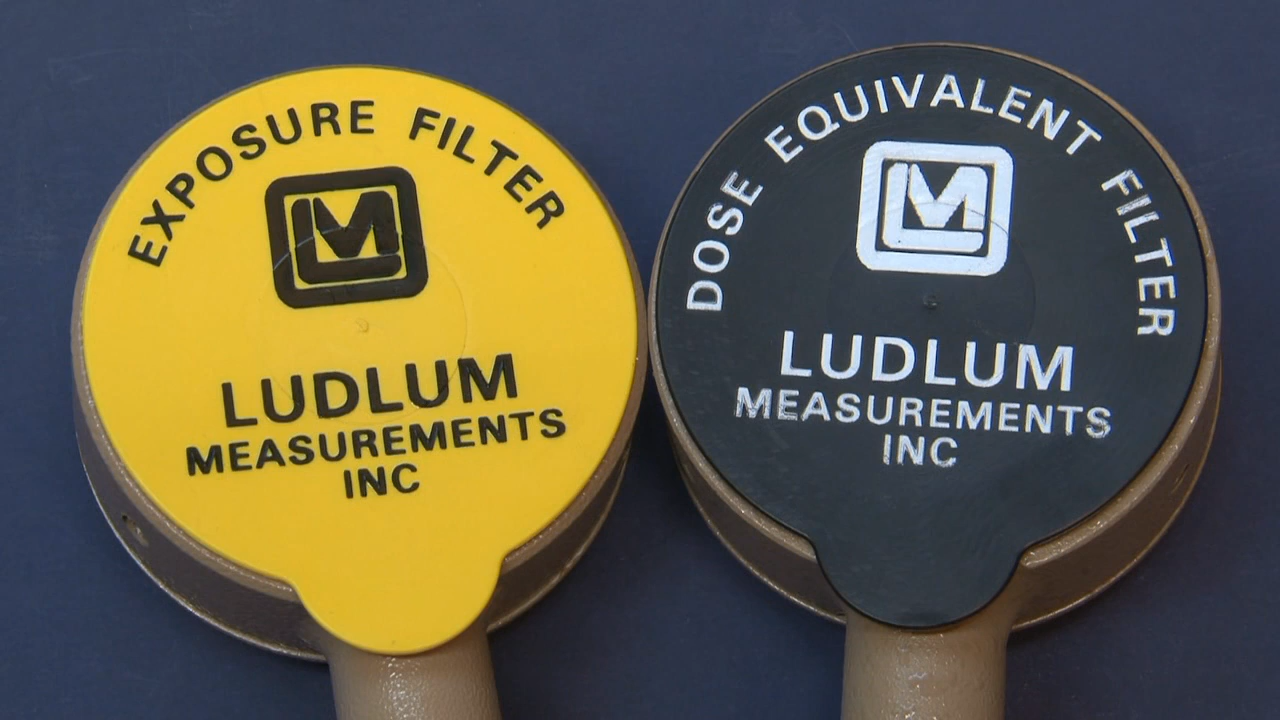 EXPOSURE FILTER
LM
LUDLUM
MEASUREMENTS
INC
DOSE EQUIVALENT FILTER
LM
LUDLUM
MEASUREMENTS
INC